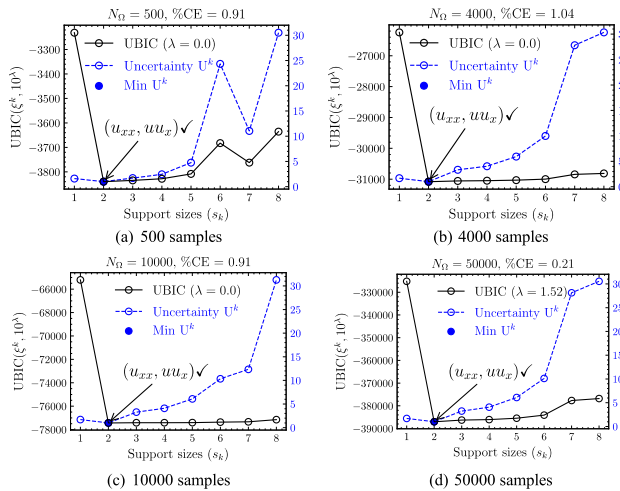 N_Ω = 500, %CE = 0.91
UBIC(ξ^k, 10^λ)
−3300
−3400
−3500
−3600
−3700
−3800
UBIC (λ = 0.0)
Uncertainty U^k
Min U^k
(u_xx, uu_x)✓
30
25
20
15
10
5
0
1 2 3 4 5 6 7 8
Support sizes (s_k)
(a) 500 samples
N_Ω = 4000, %CE = 1.04
UBIC(ξ^k, 10^λ)
−27000
−28000
−29000
−30000
−31000
UBIC (λ = 0.0)
Uncertainty U^k
Min U^k
(u_xx, uu_x)✓
1 2 3 4 5 6 7 8
Support sizes (s_k)
(b) 4000 samples
N_Ω = 10000, %CE = 0.91
UBIC(ξ^k, 10^λ)
−66000
−68000
−70000
−72000
−74000
−76000
−78000
UBIC (λ = 0.0)
Uncertainty U^k
Min U^k
(u_xx, uu_x)✓
30
25
20
15
10
5
0
1 2 3 4 5 6 7 8
Support sizes (s_k)
(c) 10000 samples
N_Ω = 50000, %CE = 0.21
UBIC(ξ^k, 10^λ)
−330000
−340000
−350000
−360000
−370000
−380000
−390000
UBIC (λ = 1.52)
Uncertainty U^k
Min U^k
(u_xx, uu_x)✓
30
25
20
15
10
5
0
1 2 3 4 5 6 7 8
Support sizes (s_k)
(d) 50000 samples